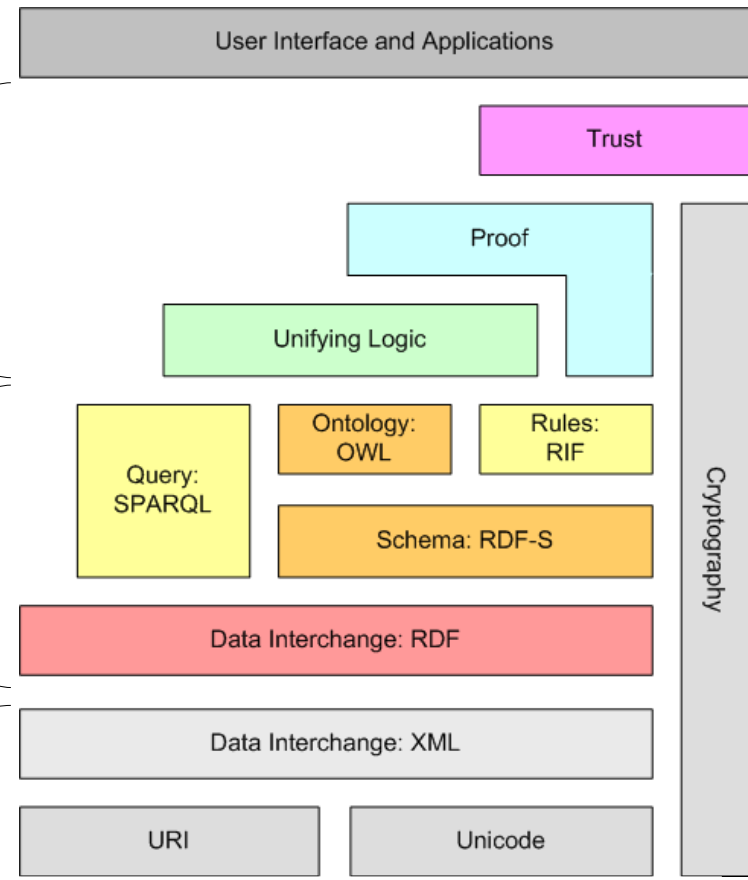 User Interface and Applications
Trust
Proof
Unifying Logic
Ontology:
OWL
Rules:
RIF
Query:
SPARQL
Schema: RDF-S
Cryptography
Data Interchange: RDF
Data Interchange: XML
URI
Unicode